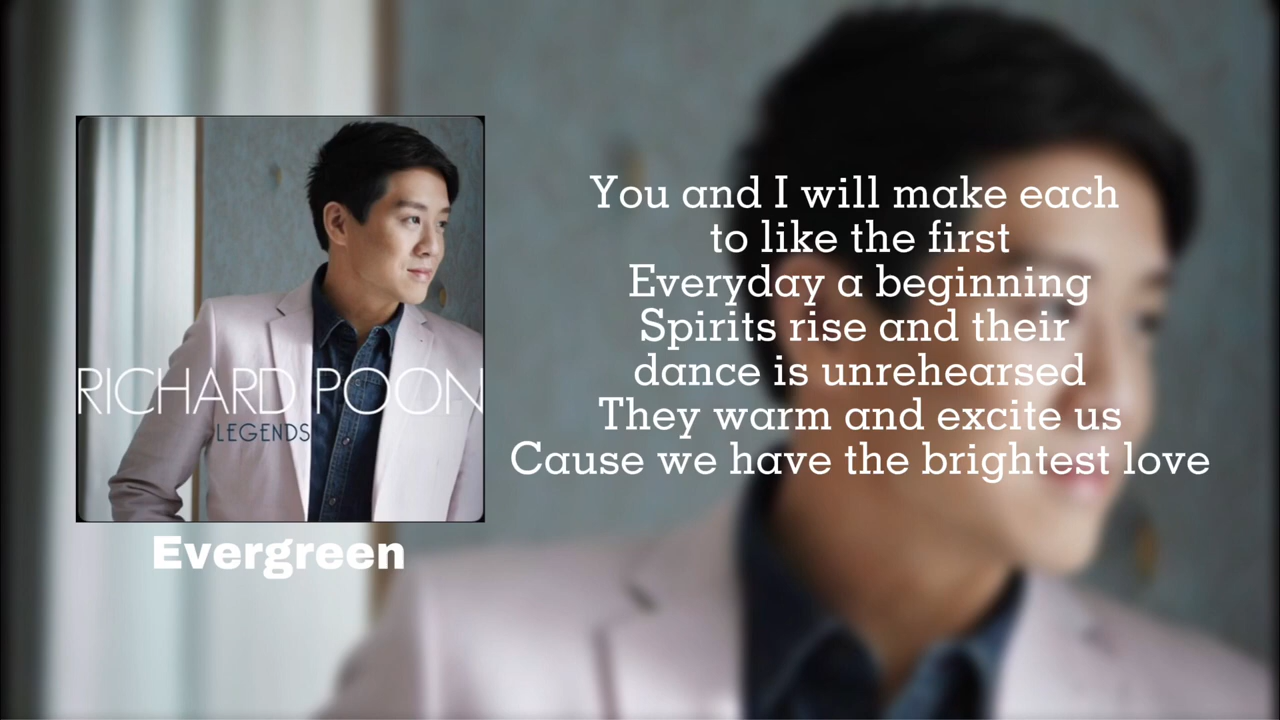 RICHARD POON
LEGENDS
Evergreen
You and I will make each
to like the first
Everyday a beginning
Spirits rise and their
dance is unrehearsed
They warm and excite us
Cause we have the brightest love